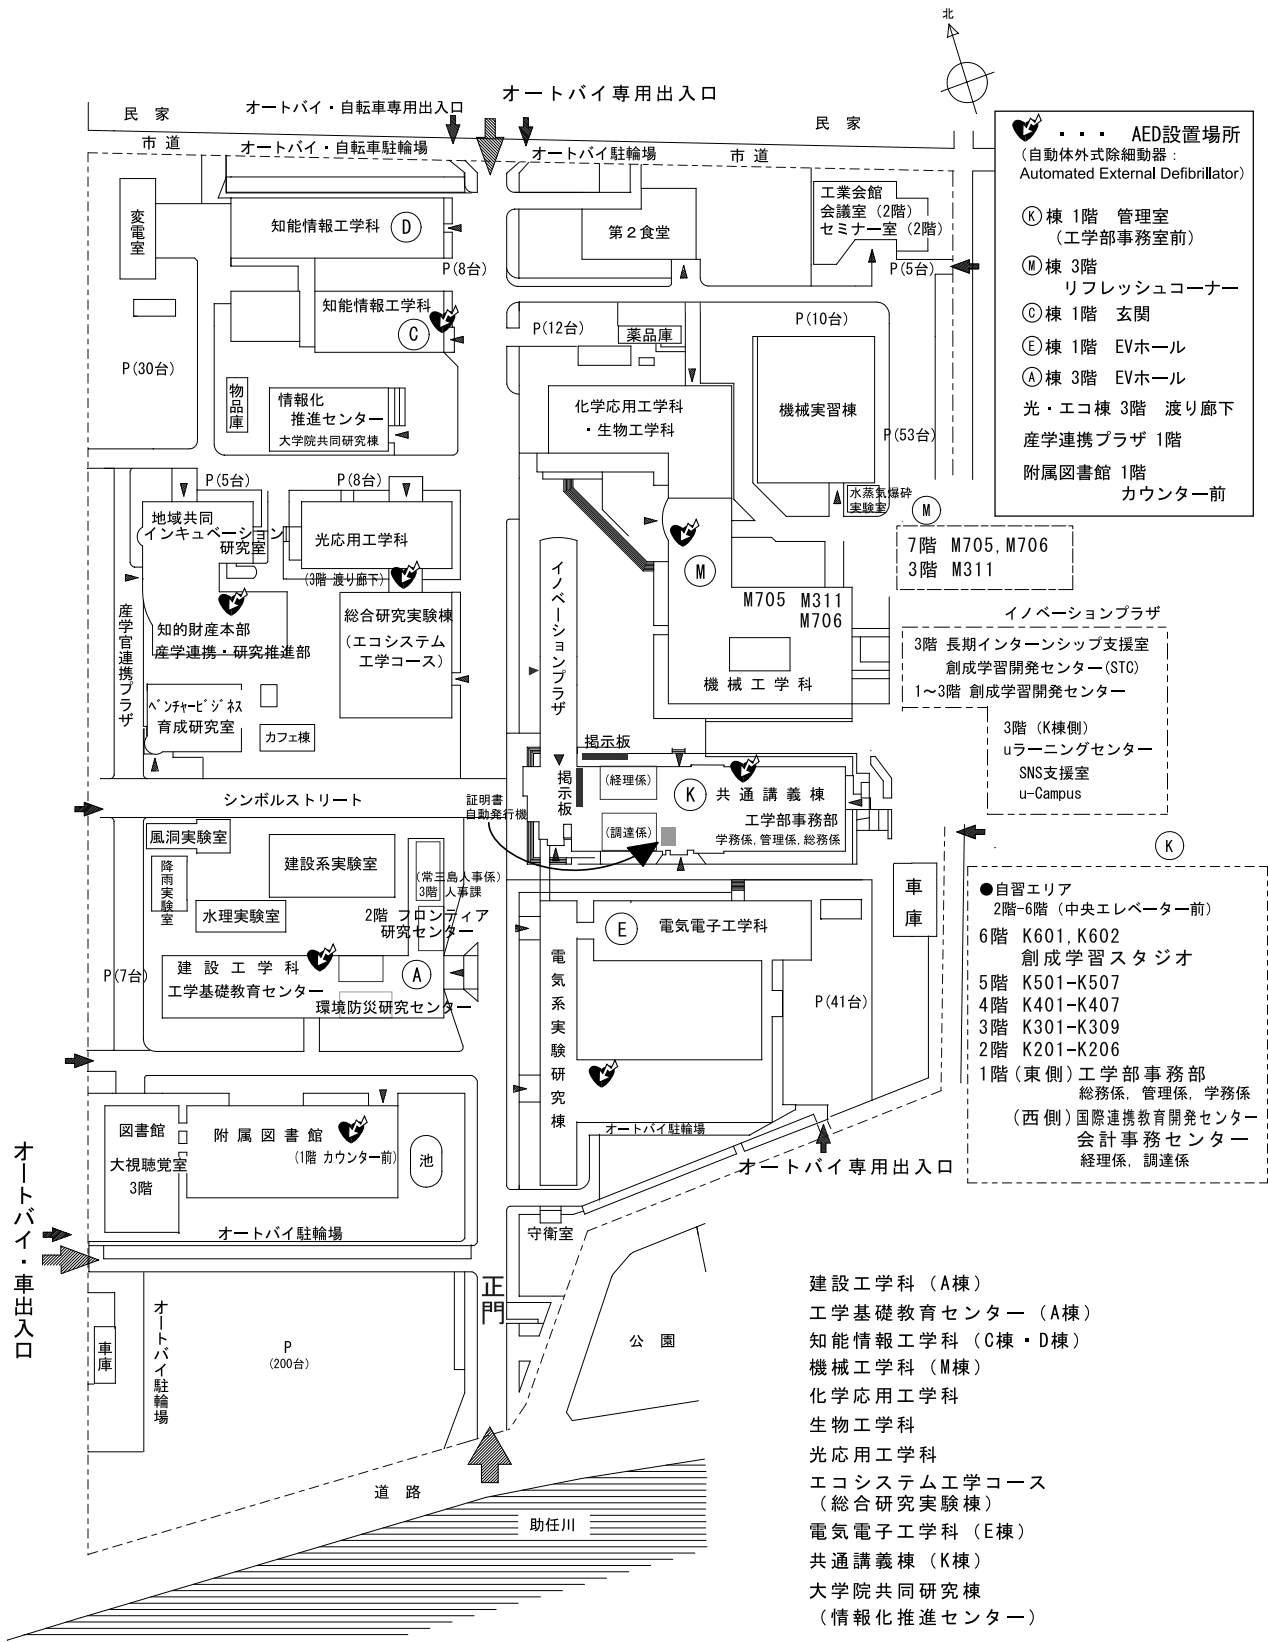 北
オートバイ専用出入口
オートバイ・自転車専用出入口
民 家
民 家
市 道
オートバイ・自転車駐輪場
オートバイ駐輪場
市 道
・・・ AED設置場所
(自動体外式除細動器：
Automated External Defibrillator)
Ⓚ棟 1階 管理室
(工学部事務室前)
Ⓜ棟 3階
リフレッシュコーナー
Ⓒ棟 1階 玄関
Ⓔ棟 1階 EVホール
Ⓐ棟 3階 EVホール
光・エコ棟 3階 渡り廊下
産学連携プラザ 1階
附属図書館 1階
カウンター前
変電室
知能情報工学科 Ⓓ
P(8台)
第２食堂
工業会館
会議室(2階)
セミナー室(2階)
P(5台)
知能情報工学科
Ⓒ
P(12台)
薬品庫
P(10台)
P(30台)
物品庫
情報化
推進センター
大学院共同研究棟
化学応用工学科
・生物工学科
機械実習棟
P(53台)
水蒸気爆砕
実験室
P(5台)
P(8台)
地域共同
インキュベーション
研究室
光応用工学科
(3階 渡り廊下)
知的財産本部
産学連携・研究推進部
産学官連携プラザ
総合研究実験棟
(エコシステム
工学コース)
ベンチャービジネス
育成研究室
カフェ棟
イノベーションプラザ
Ⓜ
M705 M311
M706
機械工学科
Ⓜ
7階 M705,M706
3階 M311
イノベーションプラザ
3階 長期インターンシップ支援室
創成学習開発センター(STC)
1～3階 創成学習開発センター
3階 (K棟側)
uラーニングセンター
SNS支援室
u-Campus
シンボルストリート
掲示板
掲示板
(経理係)
Ⓚ 共通講義棟
工学部事務部
(調達係)
学務係,管理係,総務係
証明書
自動発行機
風洞実験室
降雨実験室
建設系実験室
水理実験室
(常三島人事係)
3階 人事課
2階 フロンティア
研究センター
建設工学科
Ⓐ
工学基礎教育センター
環境防災研究センター
P(7台)
Ⓔ 電気電子工学科
電気系実験研究棟
車庫
P(41台)
Ⓚ
●自習エリア
2階-6階 (中央エレベーター前)
6階 K601,K602
創成学習スタジオ
5階 K501-K507
4階 K401-K407
3階 K301-K309
2階 K201-K206
1階(東側)工学部事務部
総務係,管理係,学務係
(西側)国際連携教育開発センター
会計事務センター
経理係,調達係
図書館
大視聴覚室
3階
附属図書館
(1階 カウンター前)
池
オートバイ駐輪場
オートバイ駐輪場
オートバイ専用出入口
守衛室
オートバイ・車出入口
正門
車庫
オートバイ駐輪場
P
(200台)
公 園
道 路
助任川
建設工学科(A棟)
工学基礎教育センター(A棟)
知能情報工学科(C棟・D棟)
機械工学科(M棟)
化学応用工学科
生物工学科
光応用工学科
エコシステム工学コース
(総合研究実験棟)
電気電子工学科(E棟)
共通講義棟(K棟)
大学院共同研究棟
(情報化推進センター)